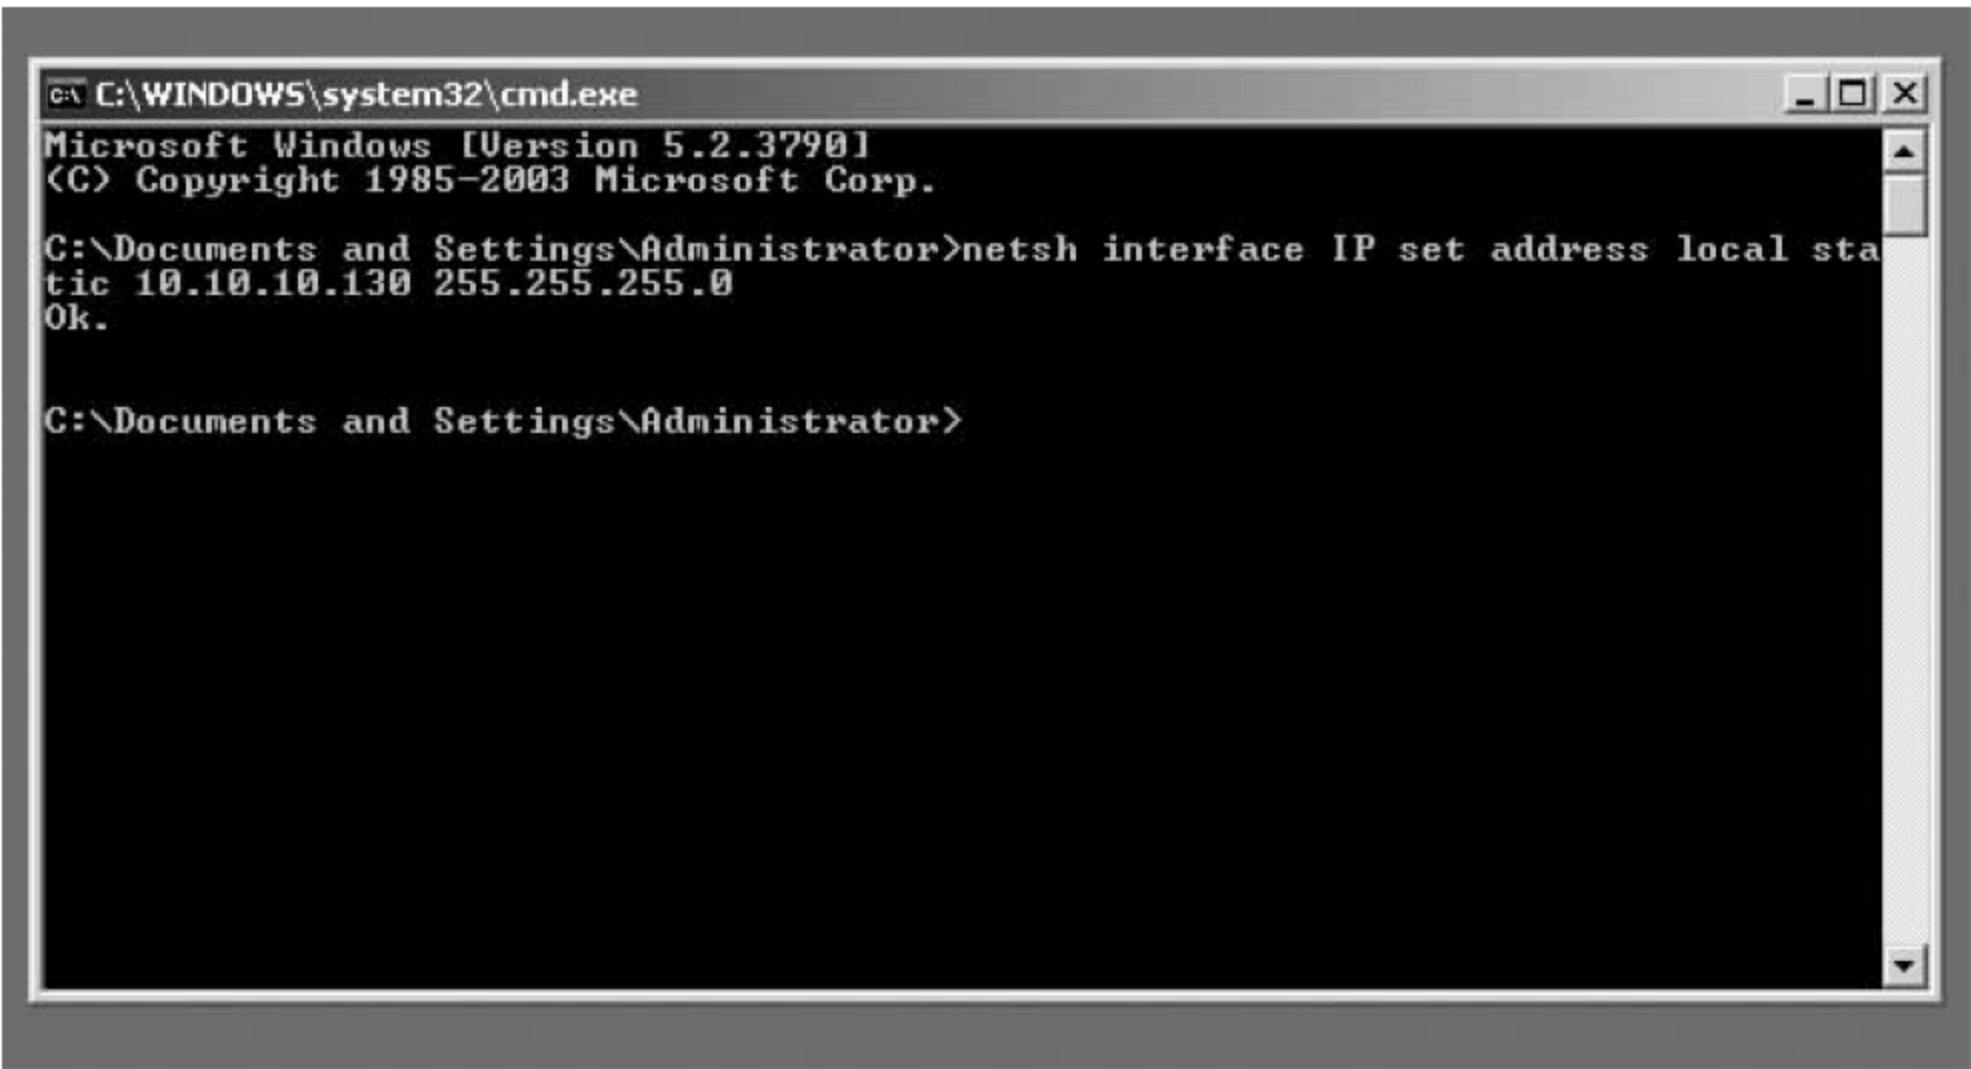 C:\WINDOWS\system32\cmd.exe
Microsoft Windows [Version 5.2.3790]
(C) Copyright 1985-2003 Microsoft Corp.
C:\Documents and Settings\Administrator>netsh interface IP set address local sta
tic 10.10.10.130 255.255.255.0
Ok.
C:\Documents and Settings\Administrator>